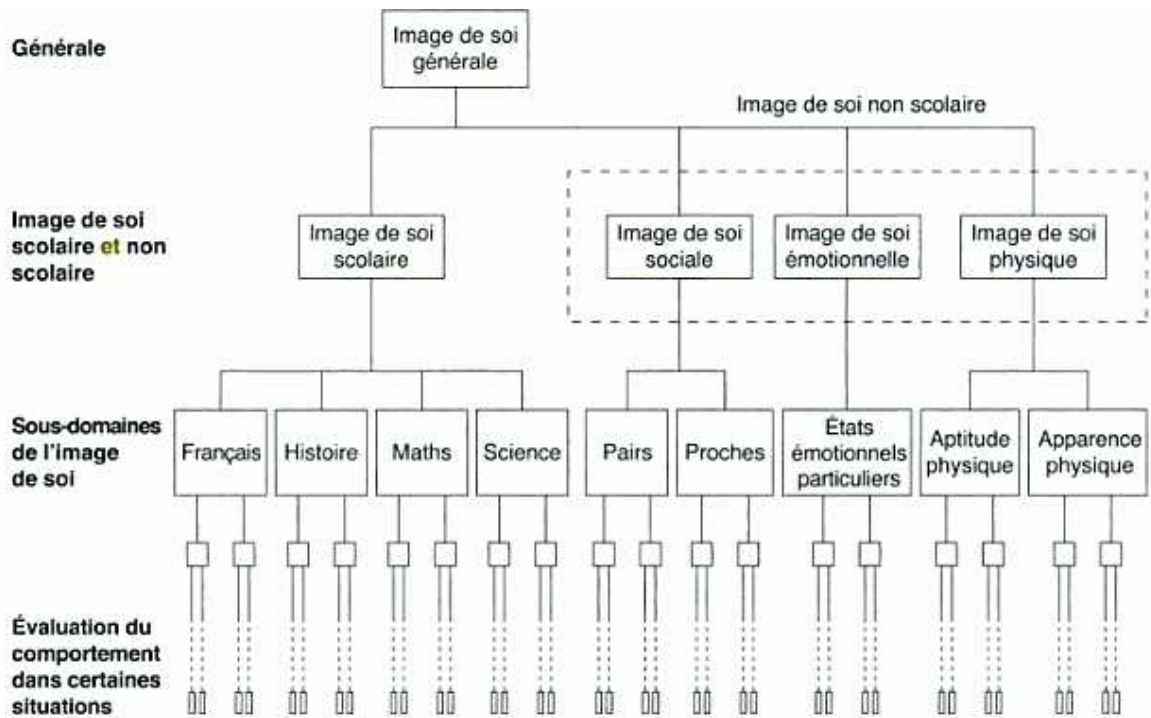 Générale
Image de soi
générale
Image de soi non scolaire
Image de soi
scolaire et non
scolaire
Image de soi
scolaire
Image de soi
sociale
Image de soi
émotionnelle
Image de soi
physique
Sous-domaines
de l'image
de soi
Français
Histoire
Maths
Science
Pairs
Proches
États
émotionnels
particuliers
Aptitude
physique
Apparence
physique
Évaluation du
comportement
dans certaines
situations